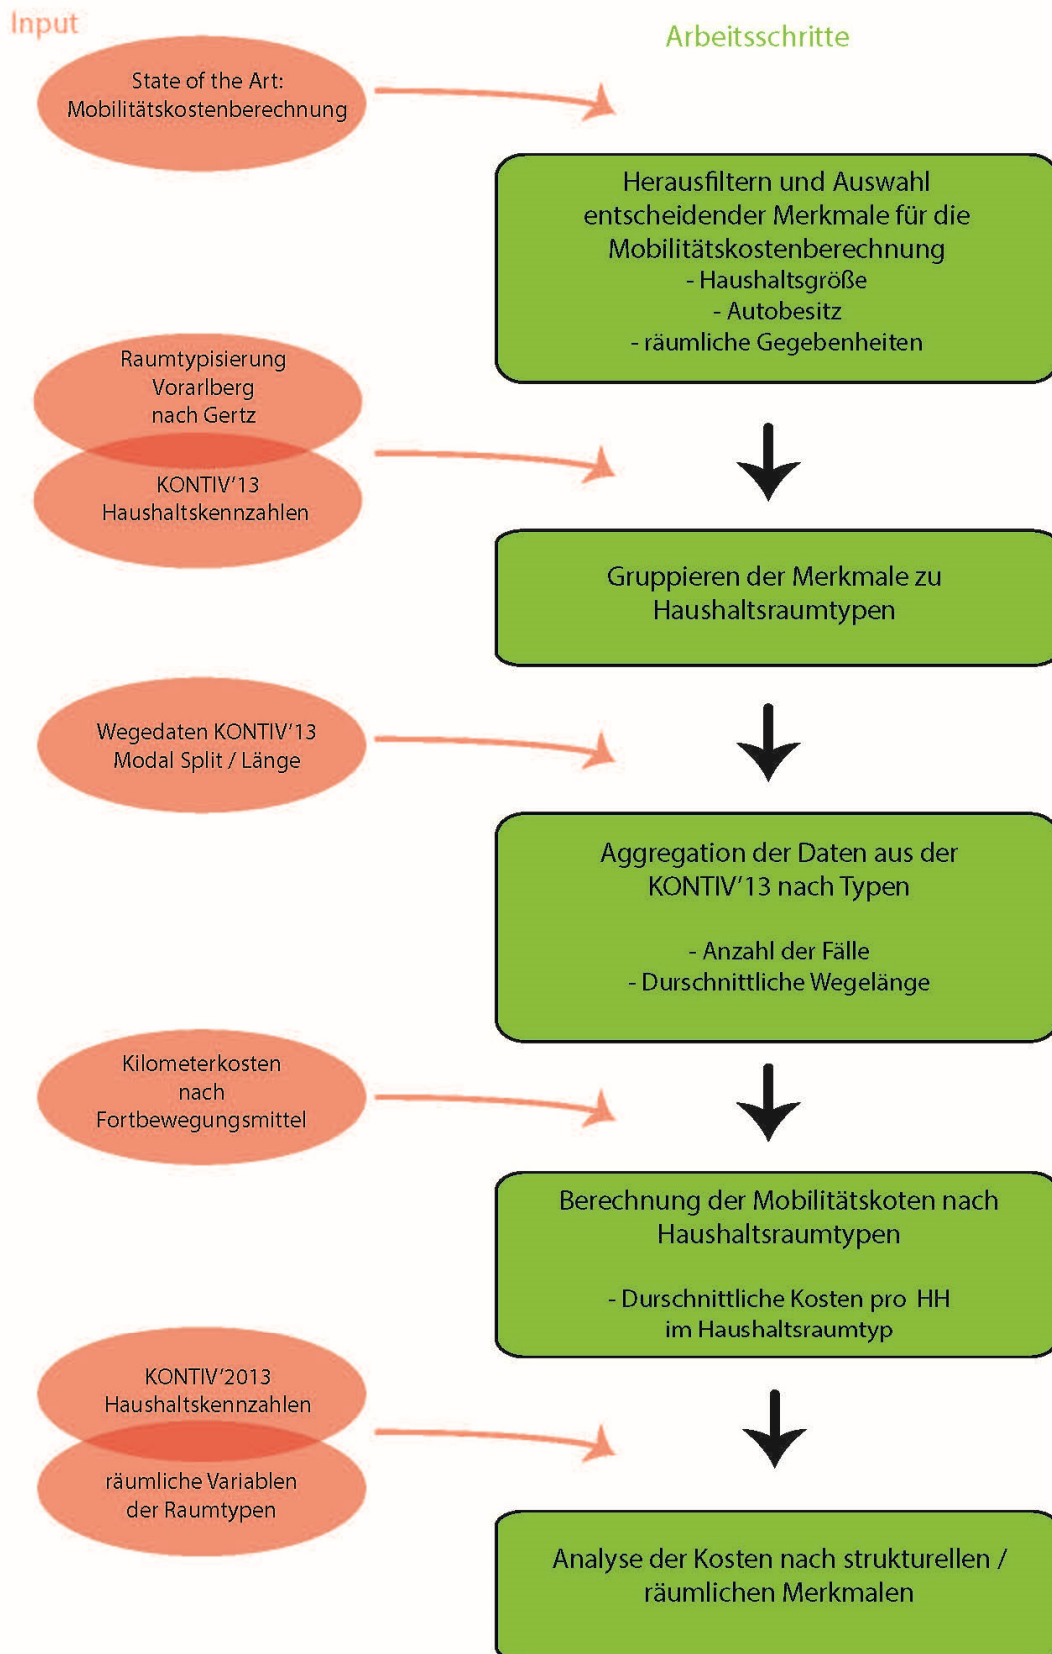 Input
Arbeitsschritte
State of the Art:
Mobilitätskostenberechnung
Herausfiltern und Auswahl
entscheidender Merkmale für die
Mobilitätskostenberechnung
- Haushaltsgröße
- Autobesitz
- räumliche Gegebenheiten
Raumtypisierung
Vorarlberg
nach Gertz
KONTIV'13
Haushaltskennzahlen
Gruppieren der Merkmale zu
Haushaltsraumtypen
Wegedaten KONTIV'13
Modal Split / Länge
Aggregation der Daten aus der
KONTIV'13 nach Typen
- Anzahl der Fälle
- Durschnittliche Wegelänge
Kilometerkosten
nach
Fortbewegungsmittel
Berechnung der Mobilitätskoten nach
Haushaltsraumtypen
- Durschnittliche Kosten pro HH
im Haushaltsraumtyp
KONTIV'2013
Haushaltskennzahlen
räumliche Variablen
der Raumtypen
Analyse der Kosten nach strukturellen /
räumlichen Merkmalen